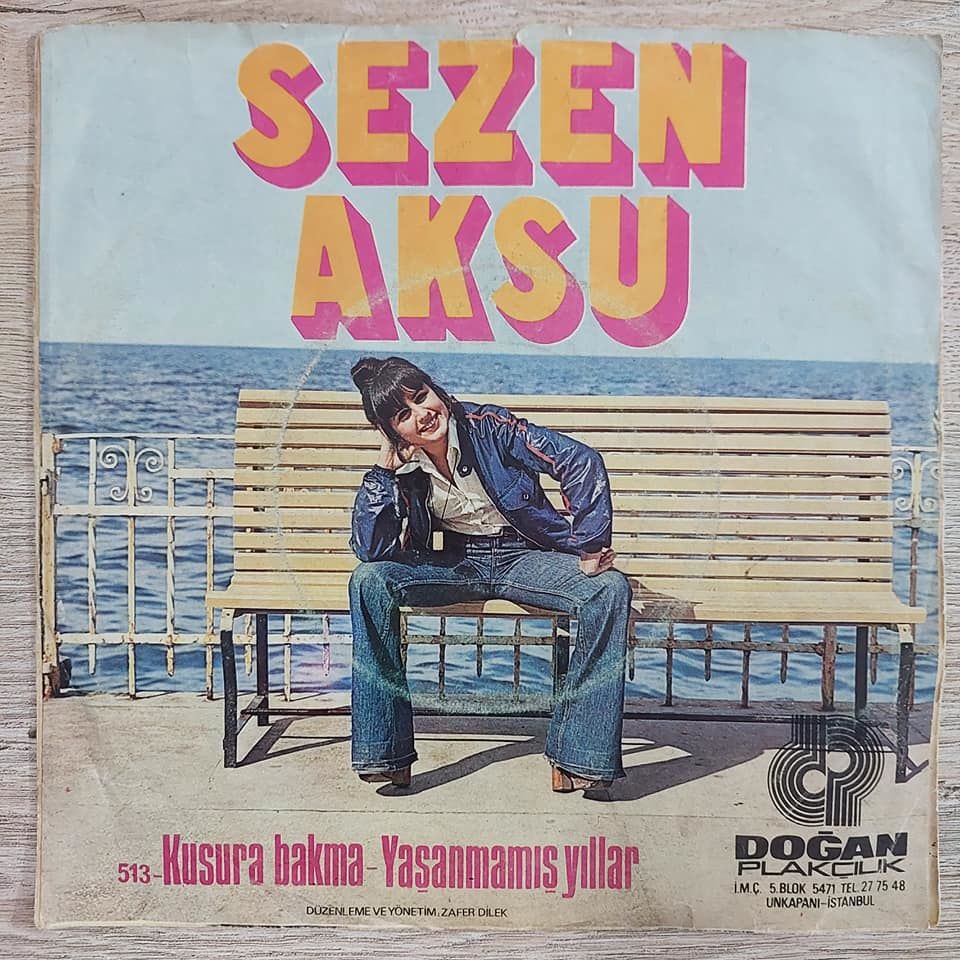 SEZEN
AKSU
513-Kusura bakma-Yaşanmamış yıllar
DÜZENLEME VE YÖNETİM. ZAFER DİLEK
DOĞAN
PLAKÇILIK
İ.M.Ç. 5.BLOK 5471 TEL. 27 75 48
UNKAPANI-İSTANBUL